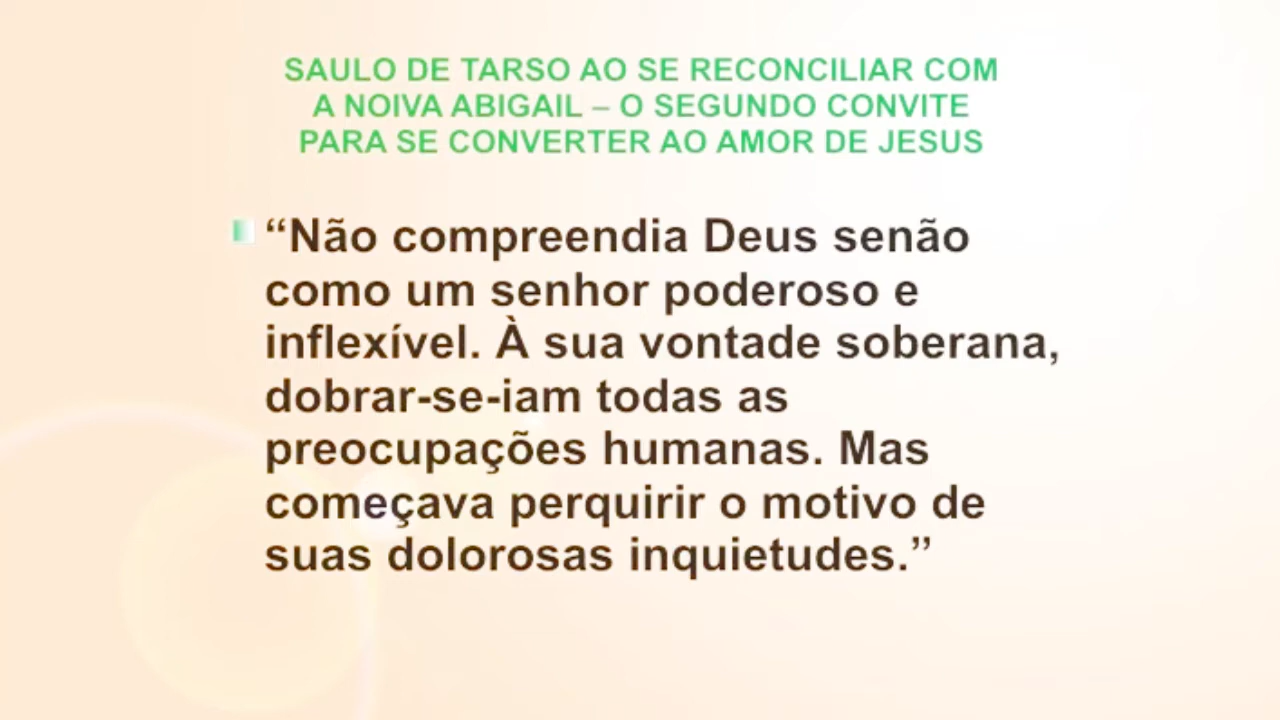 SAULO DE TARSO AO SE RECONCILIAR COM
A NOIVA ABIGAIL – O SEGUNDO CONVITE
PARA SE CONVERTER AO AMOR DE JESUS
“Não compreendia Deus senão
como um senhor poderoso e
inflexível. À sua vontade soberana,
dobrar-se-iam todas as
preocupações humanas. Mas
começava perquirir o motivo de
suas dolorosas inquietudes.”